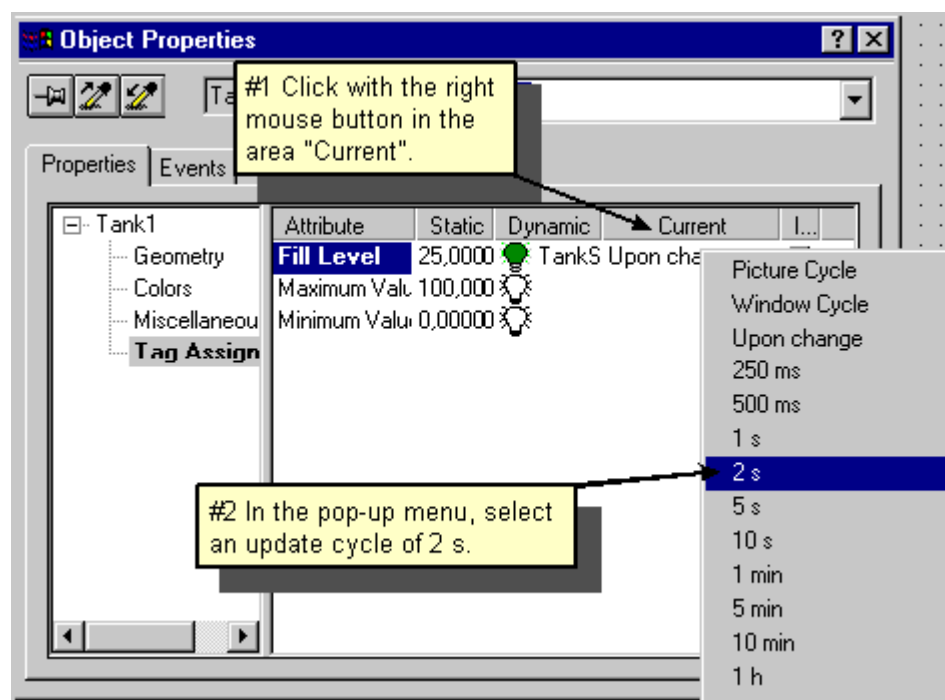 Object Properties
Ta
#1 Click with the right
mouse button in the
area "Current".
Properties Events
Tank1
Geometry
Colors
Miscellaneou
Tag Assign
Attribute Static Dynamic Current I...
Fill Level 25,0000 TankS Upon cha
Maximum Valu 100,000
Minimum Valu 0,00000
Picture Cycle
Window Cycle
Upon change
250 ms
500 ms
1 s
2 s
5 s
10 s
1 min
5 min
10 min
1 h
#2 In the pop-up menu, select
an update cycle of 2 s.